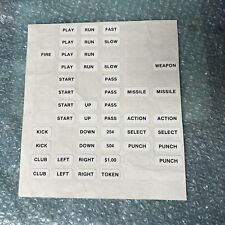 PLAY RUN FAST
PLAY RUN SLOW
FIRE PLAY RUN
PLAY RUN SLOW WEAPON
START PASS
START PASS MISSILE MISSILE
START UP PASS
START UP PASS ACTION ACTION
KICK DOWN 25¢ SELECT SELECT
KICK DOWN 50¢ PUNCH PUNCH
CLUB LEFT RIGHT $1.00 PUNCH
CLUB LEFT RIGHT TOKEN